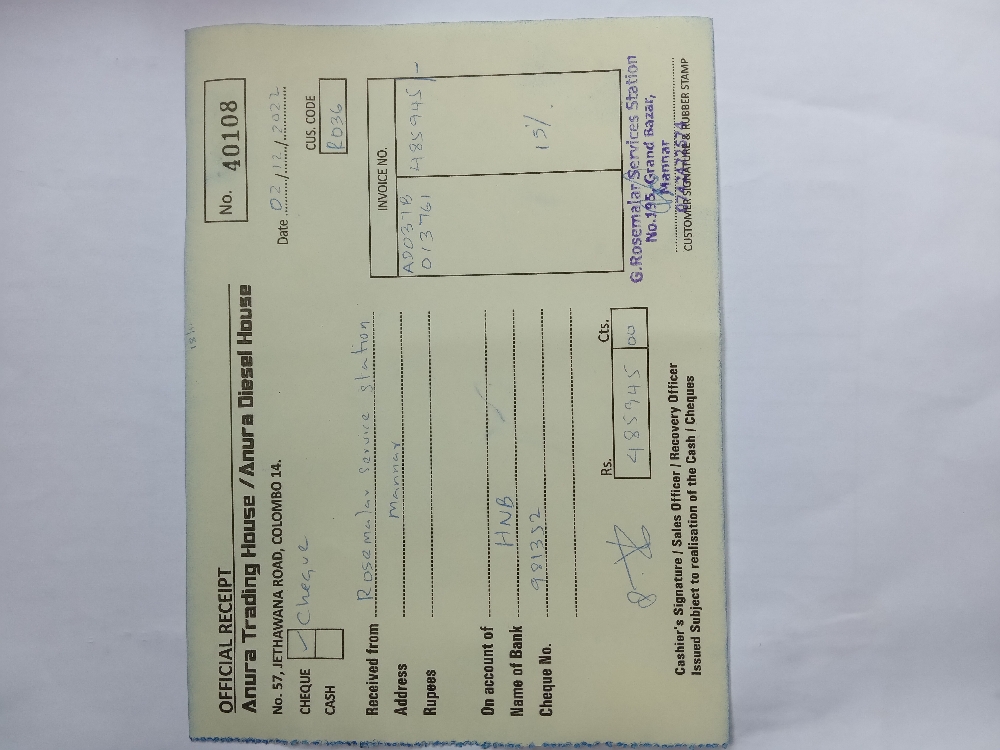 OFFICIAL RECEIPT
No. 40108
Anura Trading House / Anura Diesel House
No. 57, JETHAWANA ROAD, COLOMBO 14.
Date 02/12/2022
CHEQUE ✓ Cheque
CASH
CUS. CODE
R036
Received from Rosemalar service station
Address Mannar
Rupees
INVOICE NO.
AD031B 485945/-
013761
15%
On account of
Name of Bank HNB
Cheque No. 981332
Rs. Cts.
485945 00
G.Rosemalar Services Station
No.195, Grand Bazar,
Mannar
CUSTOMER SIGNATURE & RUBBER STAMP
Cashier's Signature / Sales Officer / Recovery Officer
Issued Subject to realisation of the Cash / Cheques